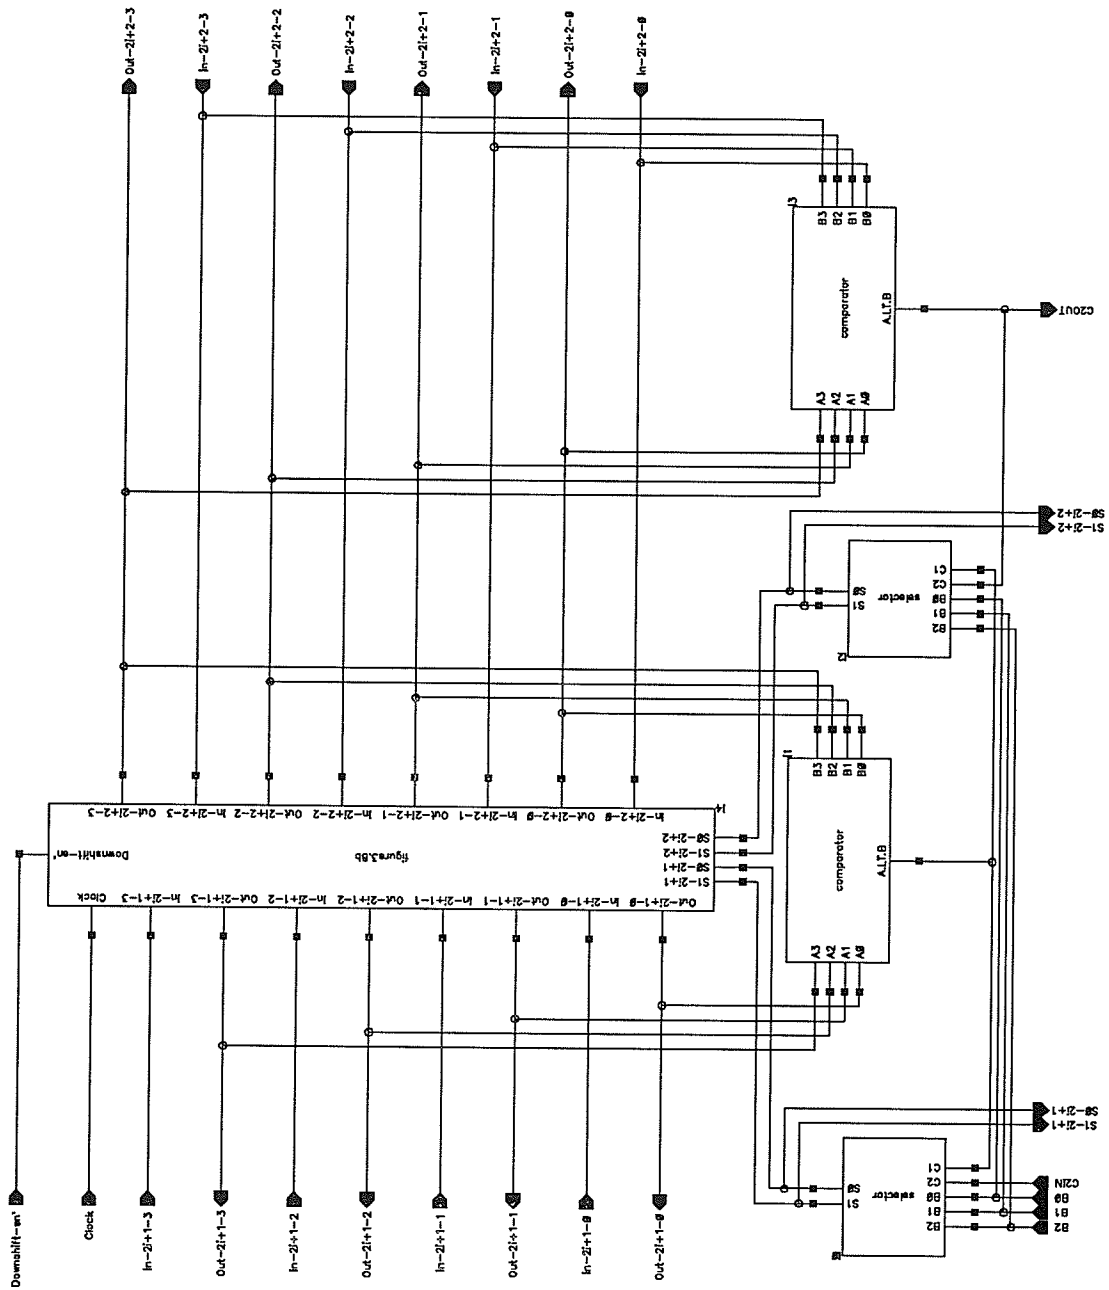 Out-2i+2-3
In-2i+2-3
Out-2i+2-2
In-2i+2-2
Out-2i+2-1
In-2i+2-1
Out-2i+2-0
In-2i+2-0
I3
B3
B2
B1
B0
comparator
A.LT.B
A3
A2
A1
A0
C2OUT
S0-2i+2
S1-2i+2
C1
C2
B0
B1
B2
S0
S1
selector
I2
I1
B3
B2
B1
B0
comparator
A.LT.B
A3
A2
A1
A0
Out-2i+2-3
In-2i+2-3
Out-2i+2-2
In-2i+2-2
Out-2i+2-1
In-2i+2-1
Out-2i+2-0
In-2i+2-0
I4
Downshift-en'
figure3.8b
S0-2i+2
S1-2i+2
S0-2i+1
S1-2i+1
Clock
In-2i+1-3
Out-2i+1-3
In-2i+1-2
Out-2i+1-2
In-2i+1-1
Out-2i+1-1
In-2i+1-0
Out-2i+1-0
S0-2i+1
S1-2i+1
C1
C2
B0
B1
B2
S0
S1
selector
C2IN
B0
B1
B2
Downshift-en'
Clock
In-2i+1-3
Out-2i+1-3
In-2i+1-2
Out-2i+1-2
In-2i+1-1
Out-2i+1-1
In-2i+1-0
Out-2i+1-0